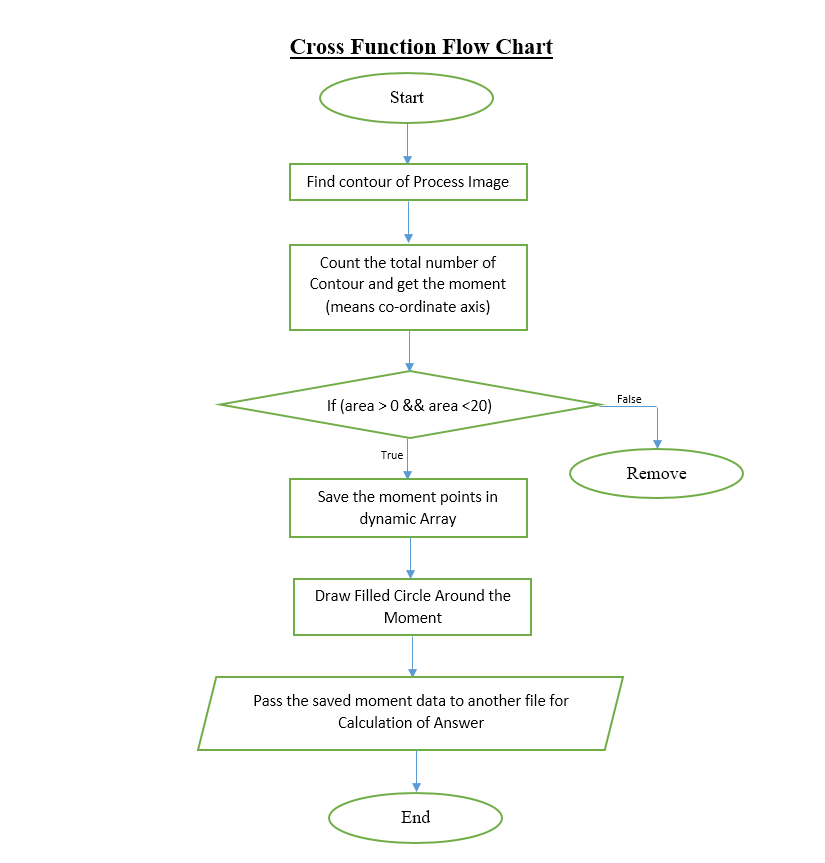 Cross Function Flow Chart
Start
Find contour of Process Image
Count the total number of
Contour and get the moment
(means co-ordinate axis)
If (area > 0 && area <20)
False
True
Remove
Save the moment points in
dynamic Array
Draw Filled Circle Around the
Moment
Pass the saved moment data to another file for
Calculation of Answer
End